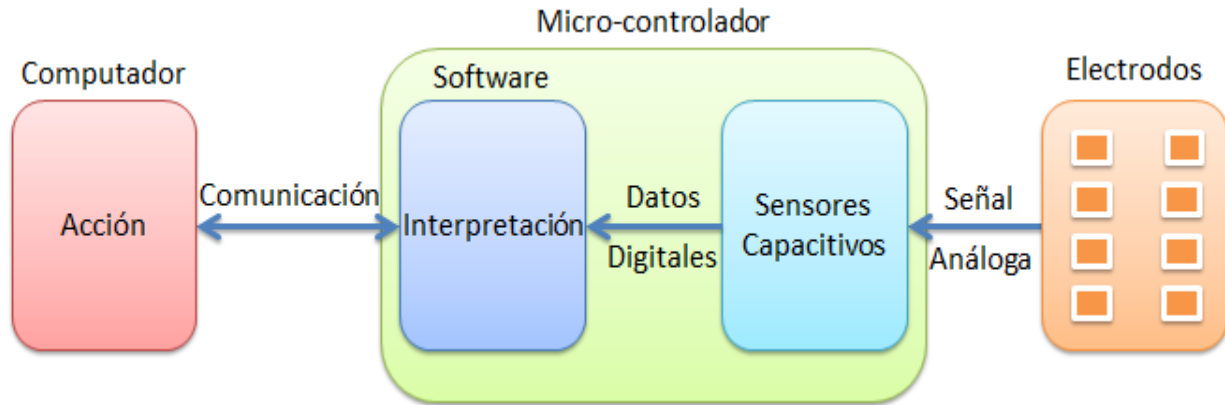 Micro-controlador
Computador
Software
Electrodos
Acción
Comunicación
Interpretación
Datos
Digitales
Sensores
Capacitivos
Señal
Análoga